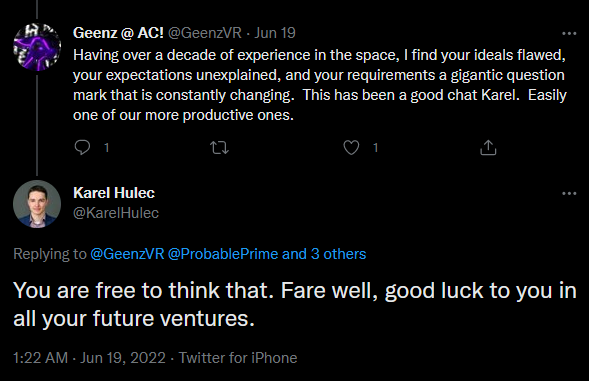 Geenz @ AC! @GeenzVR · Jun 19
Having over a decade of experience in the space, I find your ideals flawed,
your expectations unexplained, and your requirements a gigantic question
mark that is constantly changing.  This has been a good chat Karel.  Easily
one of our more productive ones.
1 1
Karel Hulec
@KarelHulec
Replying to @GeenzVR @ProbablePrime and 3 others
You are free to think that. Fare well, good luck to you in
all your future ventures.
1:22 AM · Jun 19, 2022 · Twitter for iPhone